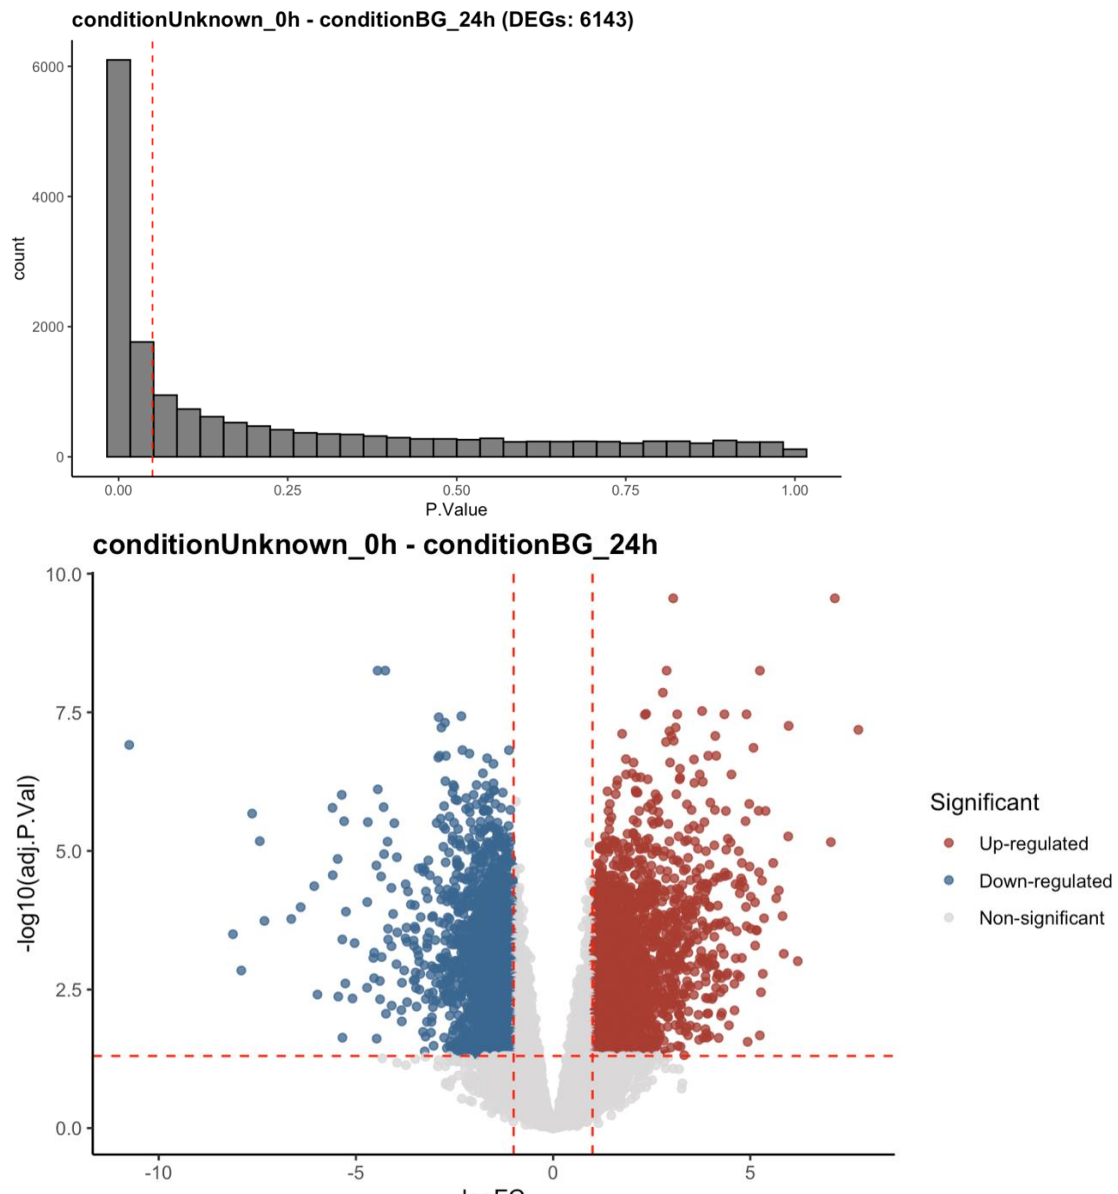 conditionUnknown_0h - conditionBG_24h (DEGs: 6143)
6000
4000
2000
0
count
0.00 0.25 0.50 0.75 1.00
P.Value
conditionUnknown_0h - conditionBG_24h
10.0
7.5
5.0
2.5
0.0
-log10(adj.P.Val)
-10 -5 0 5
Significant
Up-regulated
Down-regulated
Non-significant